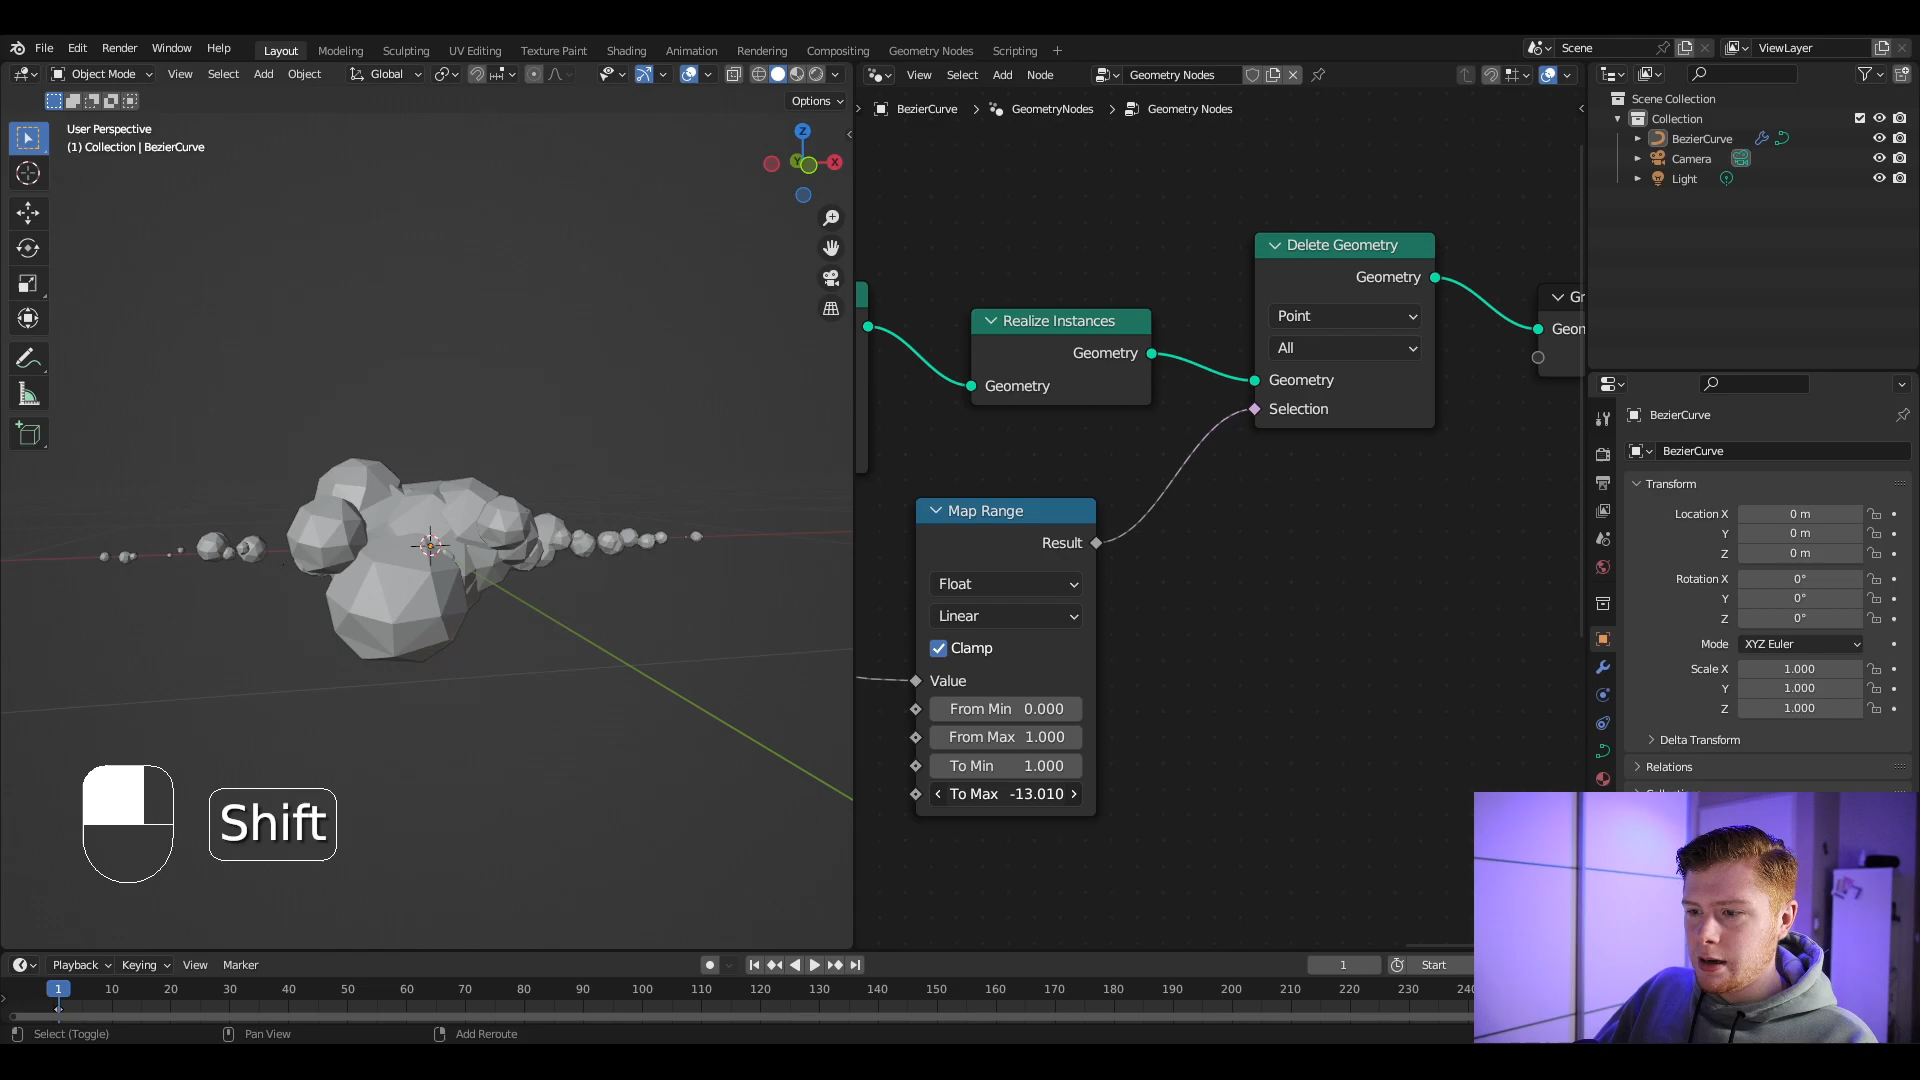 File Edit Render Window Help Layout Modeling Sculpting UV Editing Texture Paint Shading Animation Rendering Compositing Geometry Nodes Scripting + Scene ViewLayer
Object Mode View Select Add Object Global View Select Add Node Geometry Nodes
Options
BezierCurve > GeometryNodes > Geometry Nodes
User Perspective
(1) Collection | BezierCurve
Z
Y
X
Scene Collection
Collection
BezierCurve
Camera
Light
Delete Geometry
Geometry
Point
All
Geometry
Selection
Realize Instances
Geometry
Geometry
Gr
Geon
Map Range
Result
Float
Linear
Clamp
Value
From Min 0.000
From Max 1.000
To Min 1.000
To Max -13.010
Shift
BezierCurve
BezierCurve
Transform
Location X 0 m
Y 0 m
Z 0 m
Rotation X 0°
Y 0°
Z 0°
Mode XYZ Euler
Scale X 1.000
Y 1.000
Z 1.000
Delta Transform
Relations
Playback Keying View Marker 1 Start
1 10 20 30 40 50 60 70 80 90 100 110 120 130 140 150 160 170 180 190 200 210 220 230
Select (Toggle) Pan View Add Reroute